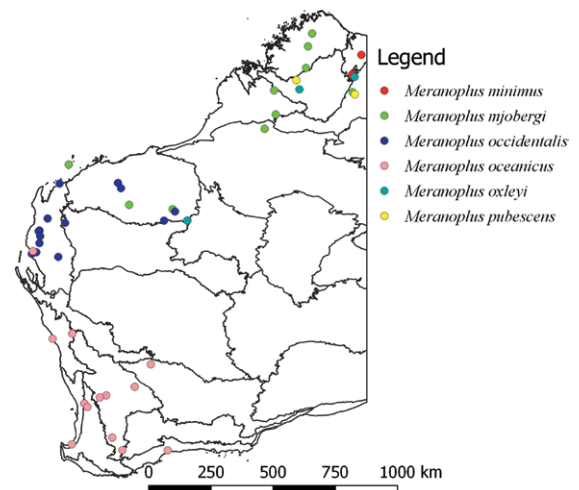 Legend
Meranoplus minimus
Meranoplus mjobergi
Meranoplus occidentalis
Meranoplus oceanicus
Meranoplus oxleyi
Meranoplus pubescens
0 250 500 750 1000 km